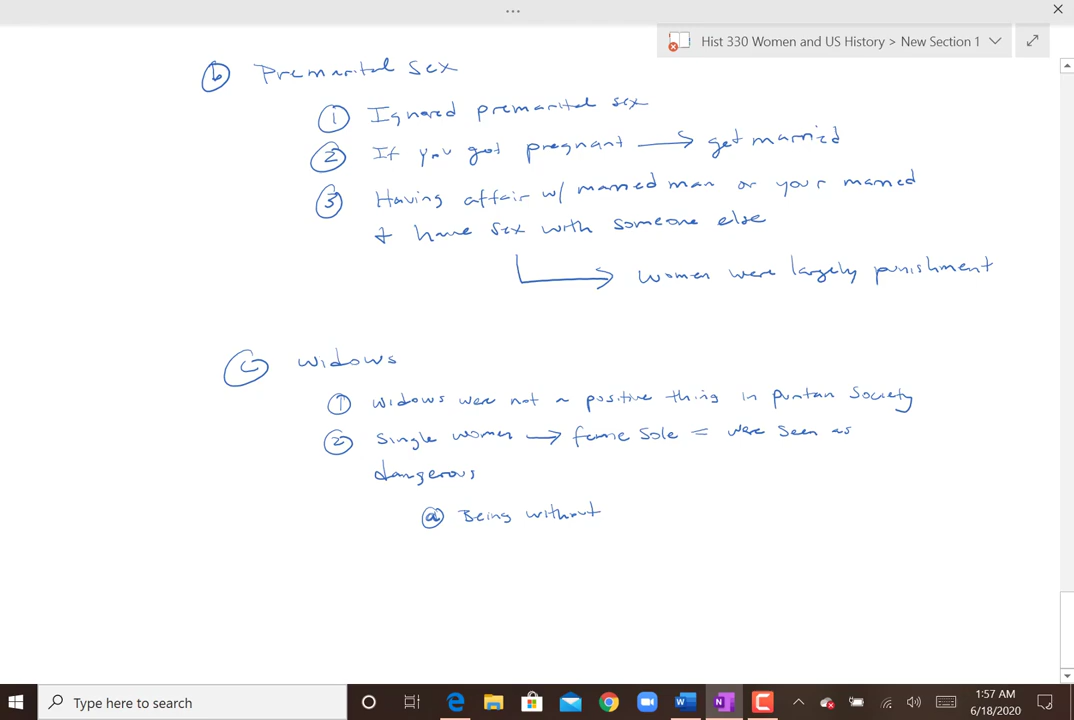 Hist 330 Women and US History > New Section 1
b Premarital Sex
1 Ignored premarital sex
2 If you got pregnant → get married
3 Having affair w/ married man or your married
+ have sex with someone else
→ women were largely punishment
C Widows
1 Widows were not a positive thing in puritan Society
2 Single women → feme Sole = were seen as
dangerous
a Being without
Type here to search
1:57 AM
6/18/2020